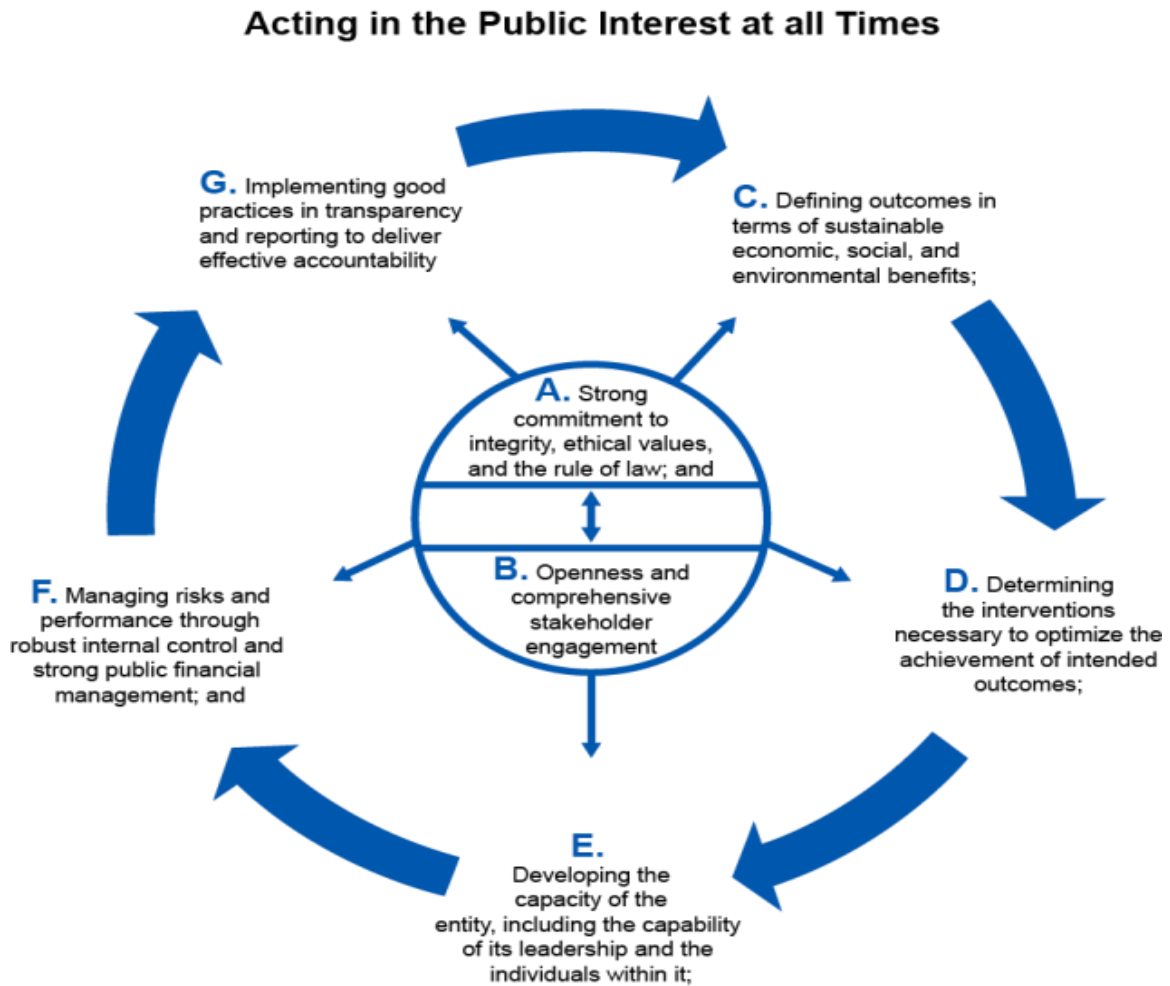 Acting in the Public Interest at all Times
G. Implementing good
practices in transparency
and reporting to deliver
effective accountability
C. Defining outcomes in
terms of sustainable
economic, social, and
environmental benefits;
A. Strong
commitment to
integrity, ethical values,
and the rule of law; and
B. Openness and
comprehensive
stakeholder
engagement
F. Managing risks and
performance through
robust internal control and
strong public financial
management; and
D. Determining
the interventions
necessary to optimize the
achievement of intended
outcomes;
E.
Developing the
capacity of the
entity, including the capability
of its leadership and the
individuals within it;